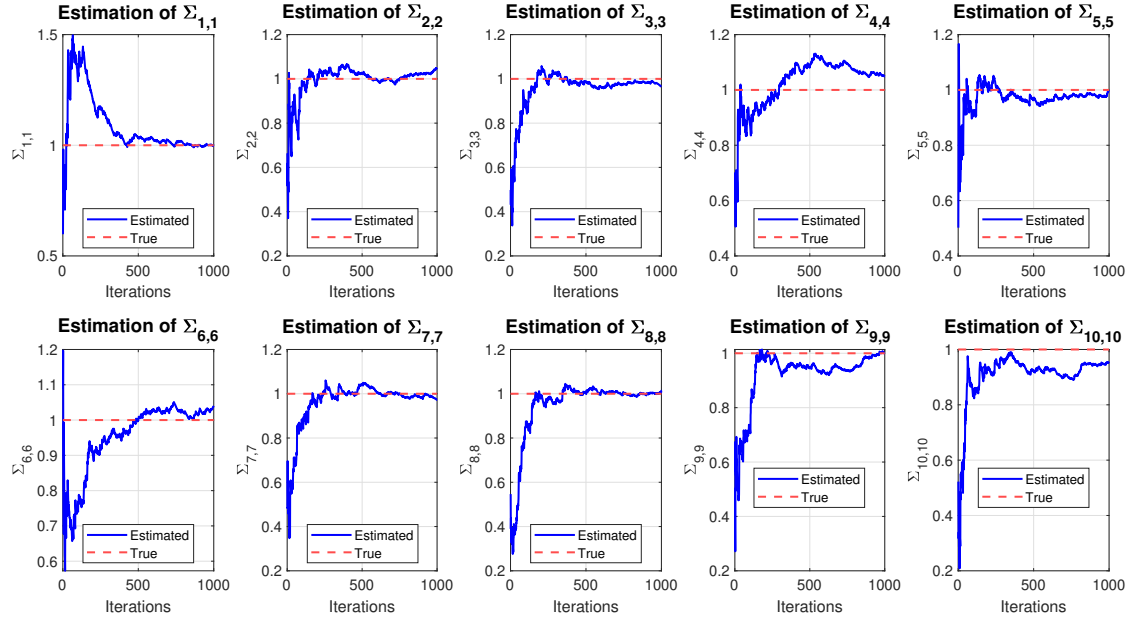 Estimation of Σ1,1
1.5
1
0.5
Σ1,1
Estimated
True
0 500 1000
Iterations
Estimation of Σ2,2
1.2
1
0.8
0.6
0.4
0.2
Σ2,2
Estimated
True
0 500 1000
Iterations
Estimation of Σ3,3
1.2
1
0.8
0.6
0.4
0.2
Σ3,3
Estimated
True
0 500 1000
Iterations
Estimation of Σ4,4
1.2
1
0.8
0.6
0.4
Σ4,4
Estimated
True
0 500 1000
Iterations
Estimation of Σ5,5
1.2
1
0.8
0.6
0.4
Σ5,5
Estimated
True
0 500 1000
Iterations
Estimation of Σ6,6
1.2
1.1
1
0.9
0.8
0.7
0.6
Σ6,6
Estimated
True
0 500 1000
Iterations
Estimation of Σ7,7
1.2
1
0.8
0.6
0.4
0.2
Σ7,7
Estimated
True
0 500 1000
Iterations
Estimation of Σ8,8
1.2
1
0.8
0.6
0.4
0.2
Σ8,8
Estimated
True
0 500 1000
Iterations
Estimation of Σ9,9
1
0.8
0.6
0.4
0.2
Σ9,9
Estimated
True
0 500 1000
Iterations
Estimation of Σ10,10
1
0.8
0.6
0.4
0.2
Σ10,10
Estimated
True
0 500 1000
Iterations